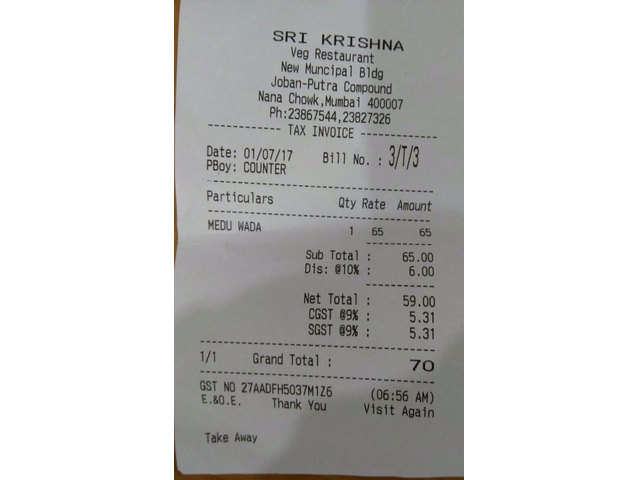 SRI KRISHNA
Veg Restaurant
New Muncipal Bldg
Joban-Putra Compound
Nana Chowk,Mumbai 400007
Ph:23867544,23827326
TAX INVOICE
Date: 01/07/17 Bill No. : 3/T/3
PBoy: COUNTER
Particulars Qty Rate Amount
MEDU WADA 1 65 65
Sub Total : 65.00
Dis: @10% : 6.00
Net Total : 59.00
CGST @9% : 5.31
SGST @9% : 5.31
1/1 Grand Total : 70
GST NO 27AADFH5037M1Z6 (06:56 AM)
E.&O.E. Thank You Visit Again
Take Away